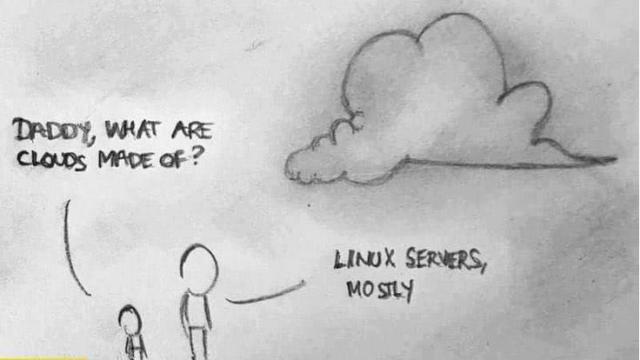 DADDY, WHAT ARE
CLOUDS MADE OF?
LINUX SERVERS,
MOSTLY